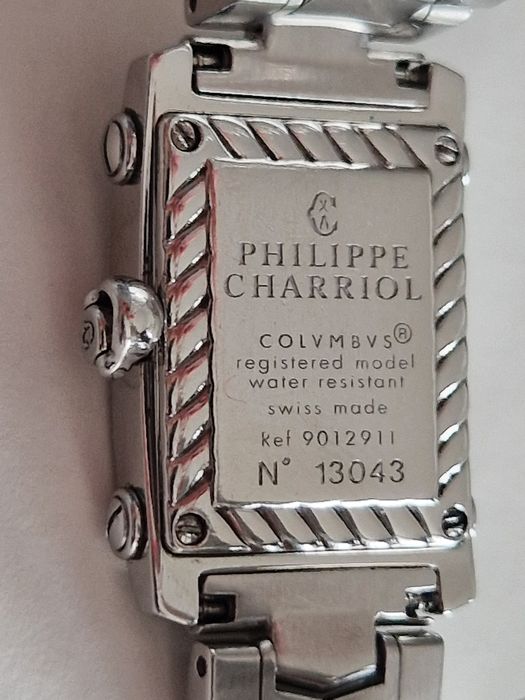 PHILIPPE
CHARRIOL
COLVMBVS®
registered model
water resistant
swiss made
Ref 9012911
N° 13043